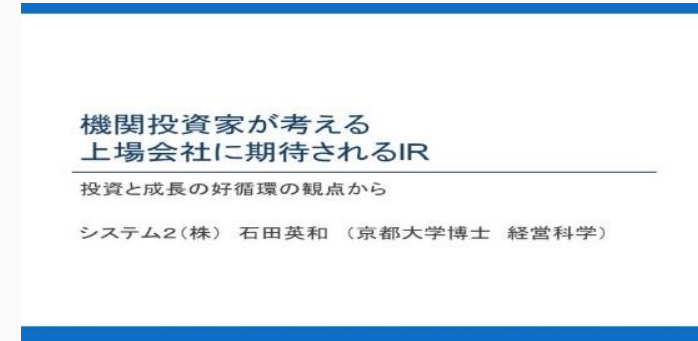 機関投資家が考える
上場会社に期待されるIR
投資と成長の好循環の観点から
システム2(株) 石田英和 (京都大学博士 経営科学)